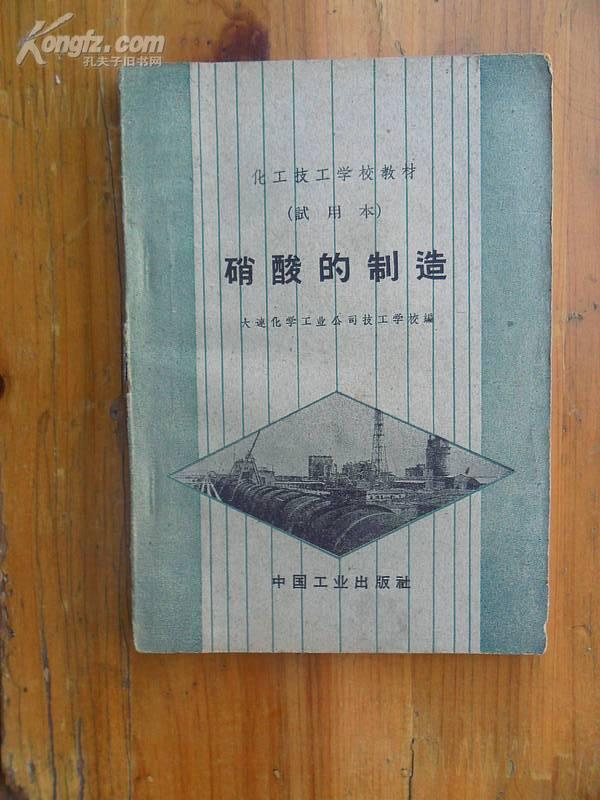 Kongfz.com
孔夫子旧书网
化工技工学校教材
(試用本)
硝酸的制造
大連化学工业公司技工学校編
中国工业出版社